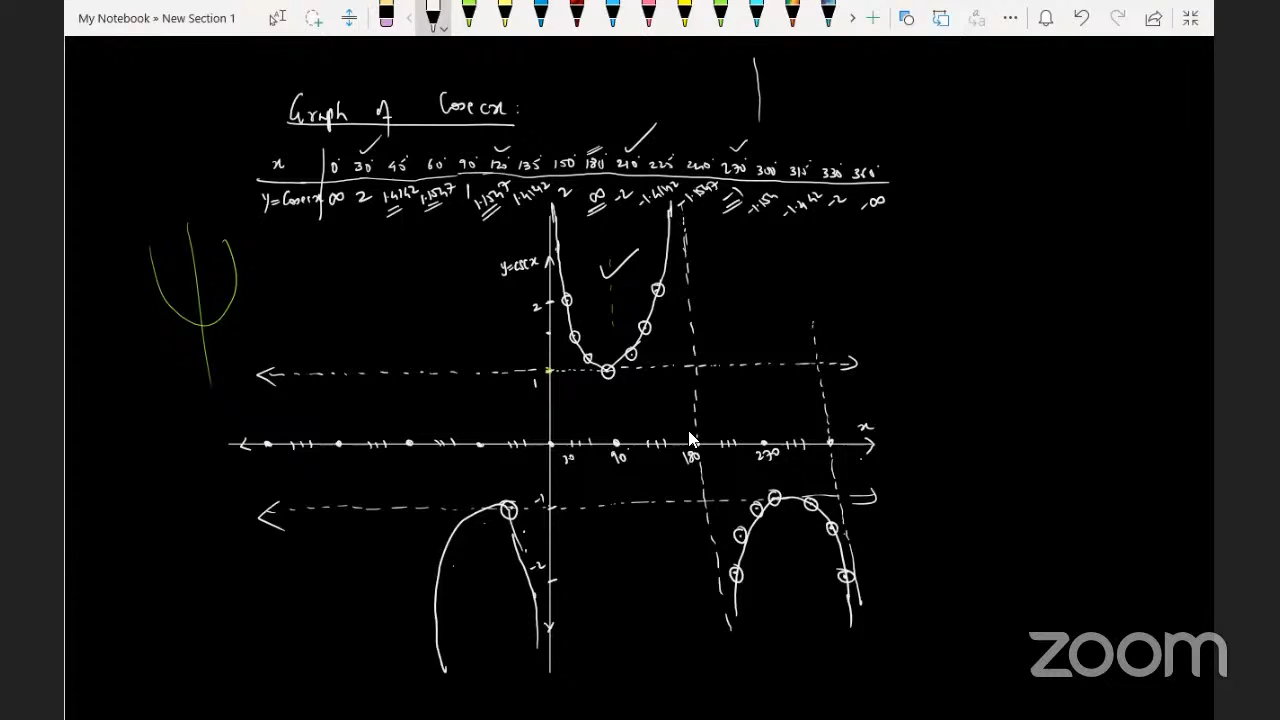 My Notebook » New Section 1
Graph of Cosecx :
x 0° 30° 45° 60° 90° 120° 135° 150° 180° 210° 225° 240° 270° 300° 315° 330° 360°
y=Cosecx ∞ 2 1.4142 1.1547 1 1.1547 1.4142 2 ∞ -2 -1.4142 -1.1547 -1 -1.154 -1.4142 -2 -∞
y=cscx
2
1
x
30 90° 180 270
-1
-2
zoom